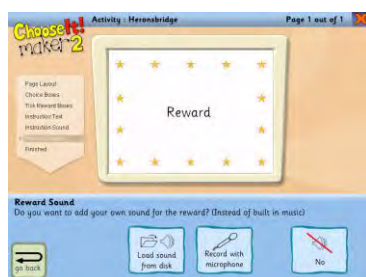 Choose It!
maker 2
Activity : Heronsbridge
Page 1 out of 1
Page Layout
Choice Boxes
Tick Reward Boxes
Instruction Text
Instruction Sound
Finished
Reward
Reward Sound
Do you want to add your own sound for the reward? (Instead of built in music)
go back
Load sound
from disk
Record with
microphone
No